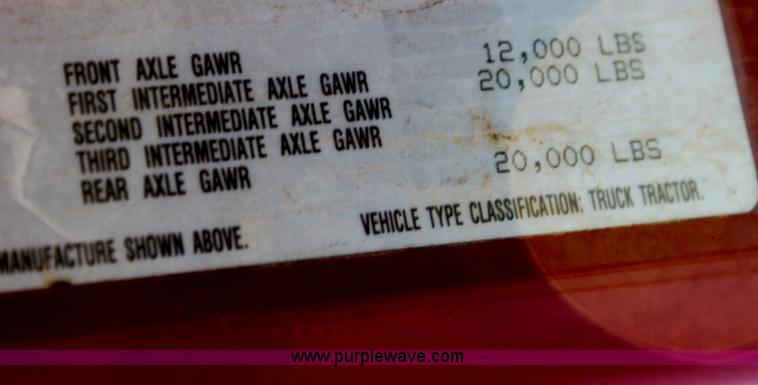 FRONT AXLE GAWR 12,000 LBS
FIRST INTERMEDIATE AXLE GAWR 20,000 LBS
SECOND INTERMEDIATE AXLE GAWR
THIRD INTERMEDIATE AXLE GAWR
REAR AXLE GAWR 20,000 LBS
MANUFACTURE SHOWN ABOVE. VEHICLE TYPE CLASSIFICATION: TRUCK TRACTOR.
www.purplewave.com